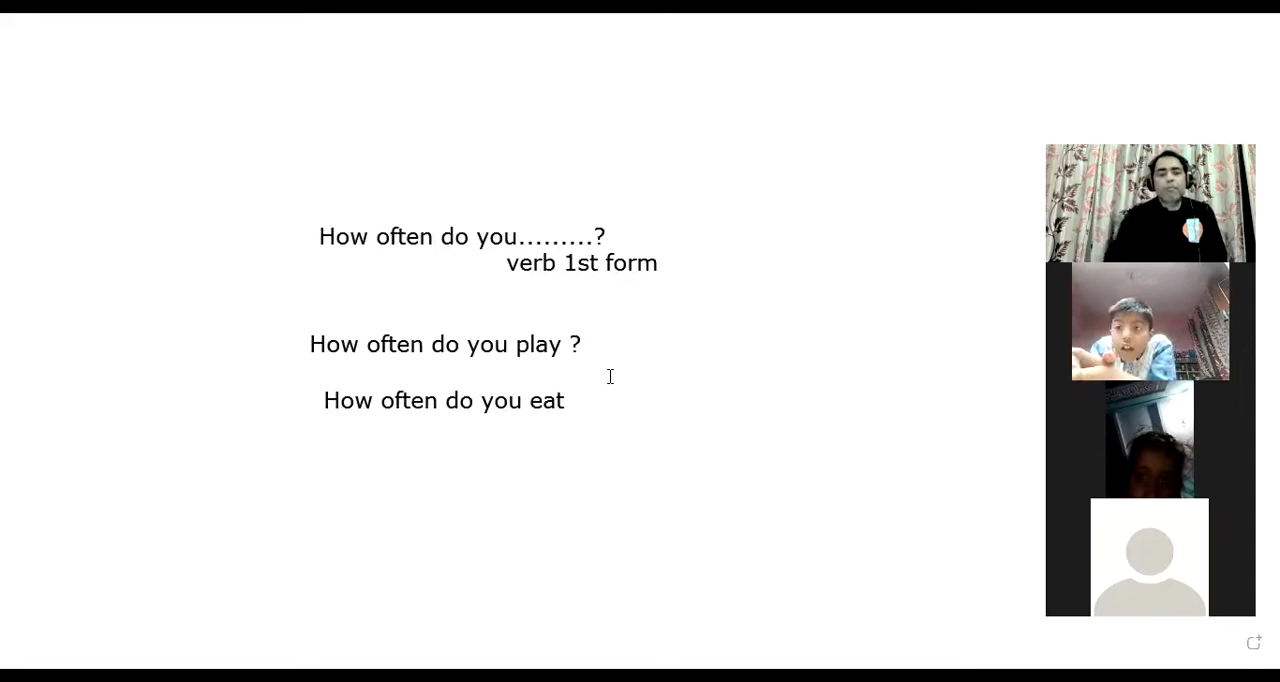 How often do you.........?
verb 1st form
How often do you play ?
How often do you eat